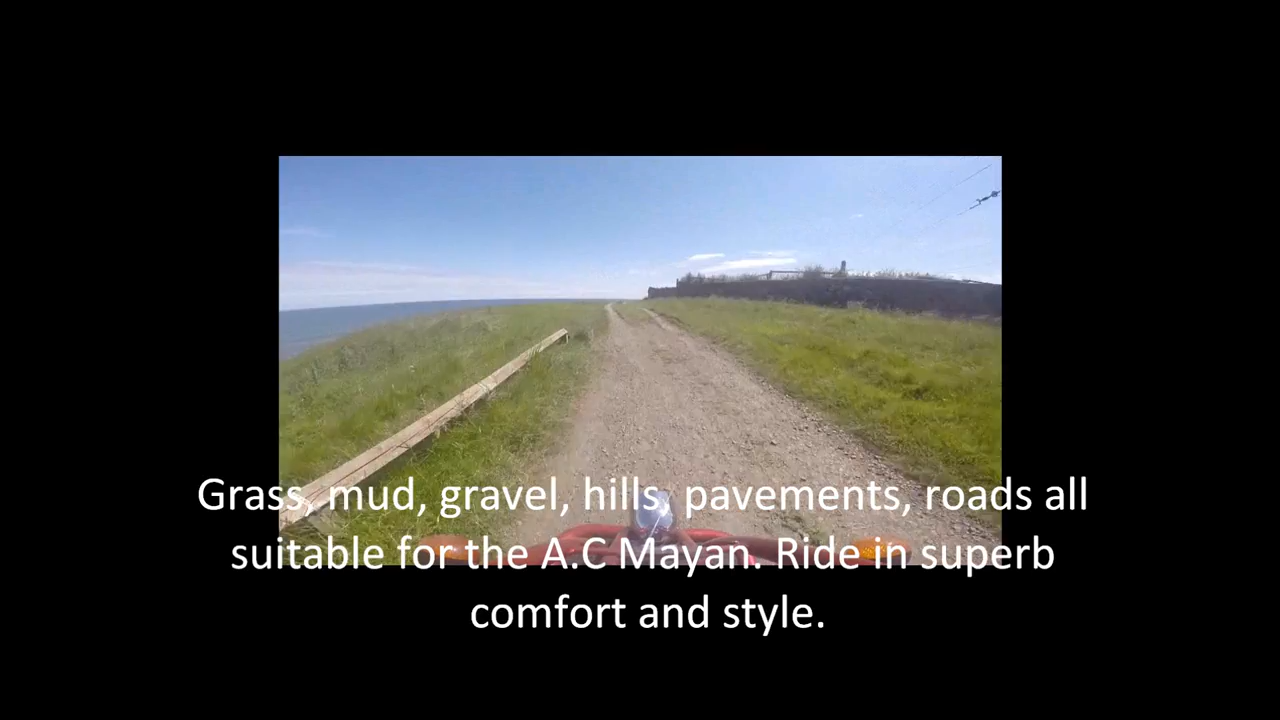 Grass, mud, gravel, hills, pavements, roads all
suitable for the A.C Mayan. Ride in superb
comfort and style.